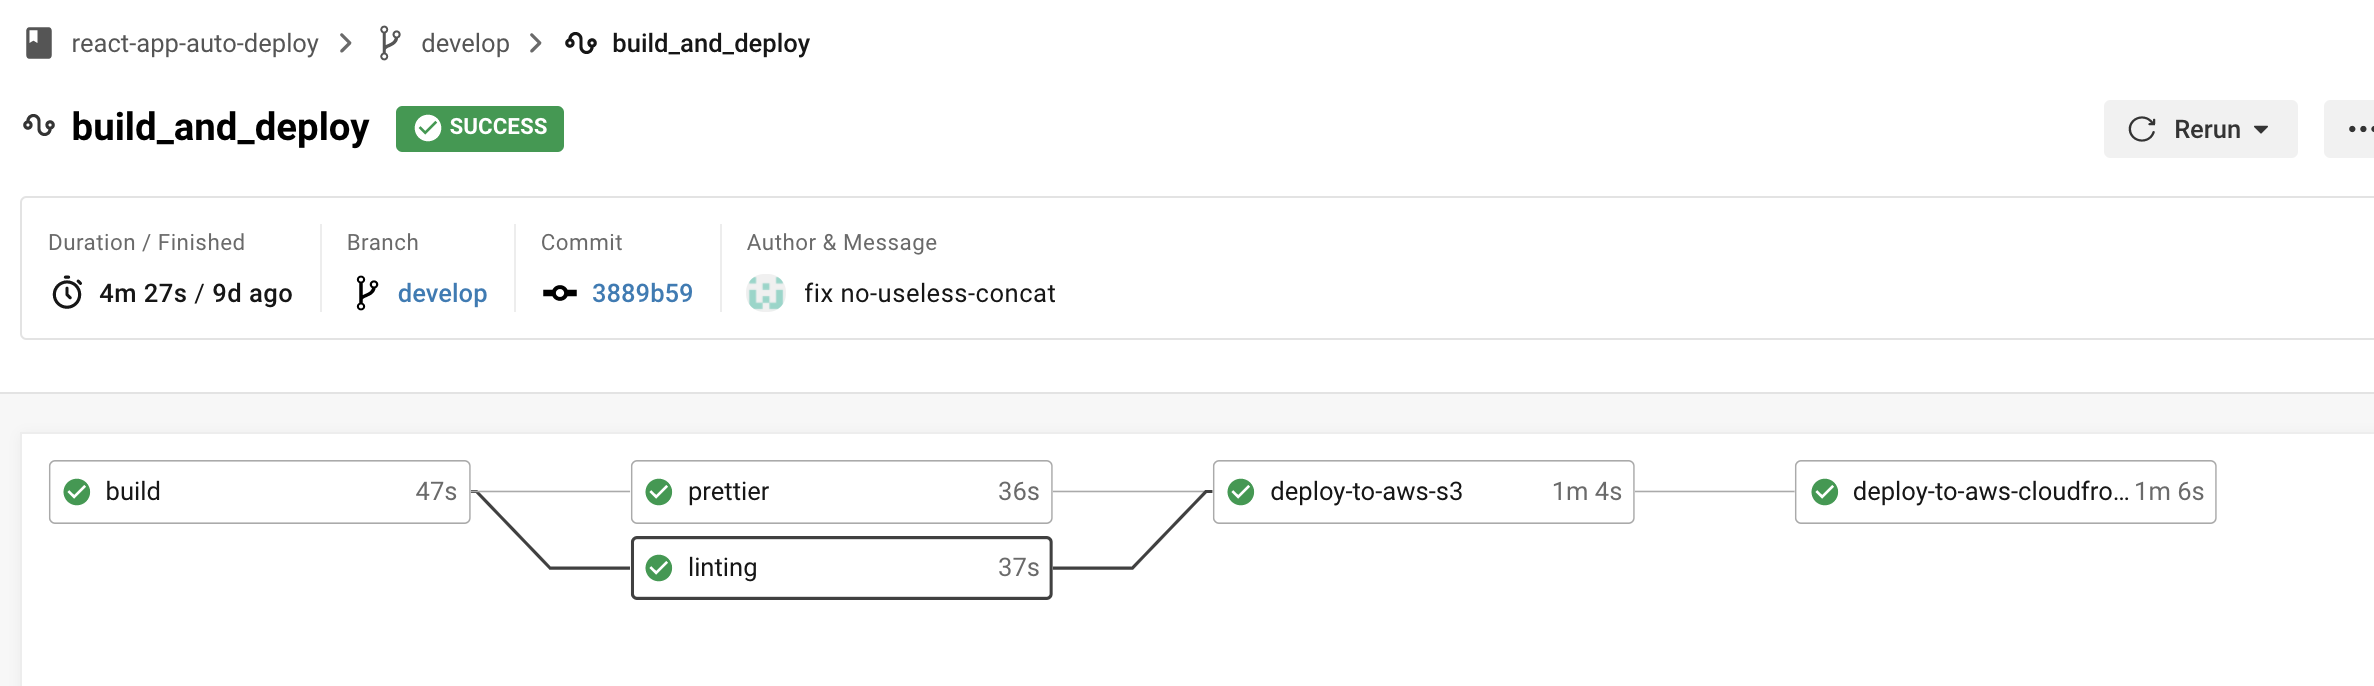 react-app-auto-deploy > develop > build_and_deploy
build_and_deploy SUCCESS Rerun
Duration / Finished Branch Commit Author & Message
4m 27s / 9d ago develop 3889b59 fix no-useless-concat
build 47s prettier 36s deploy-to-aws-s3 1m 4s deploy-to-aws-cloudfro... 1m 6s
linting 37s